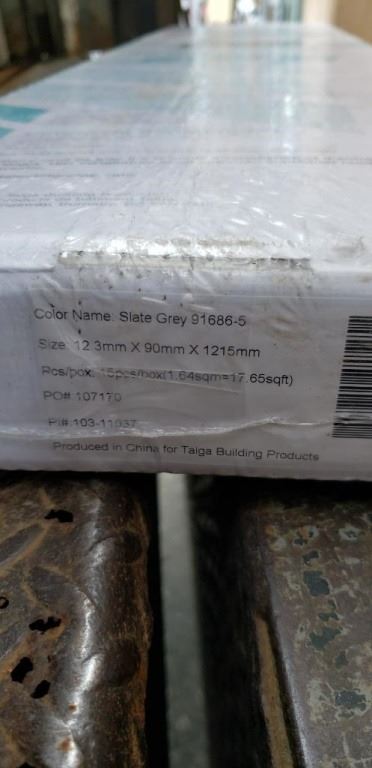 Color Name: Slate Grey 91686-5
Size: 12.3mm X 90mm X 1215mm
Pcs/box: 15pcs/box(1.64sqm=17.65sqft)
PO#:107170
PI#:103-11037
Produced in China for Taiga Building Products